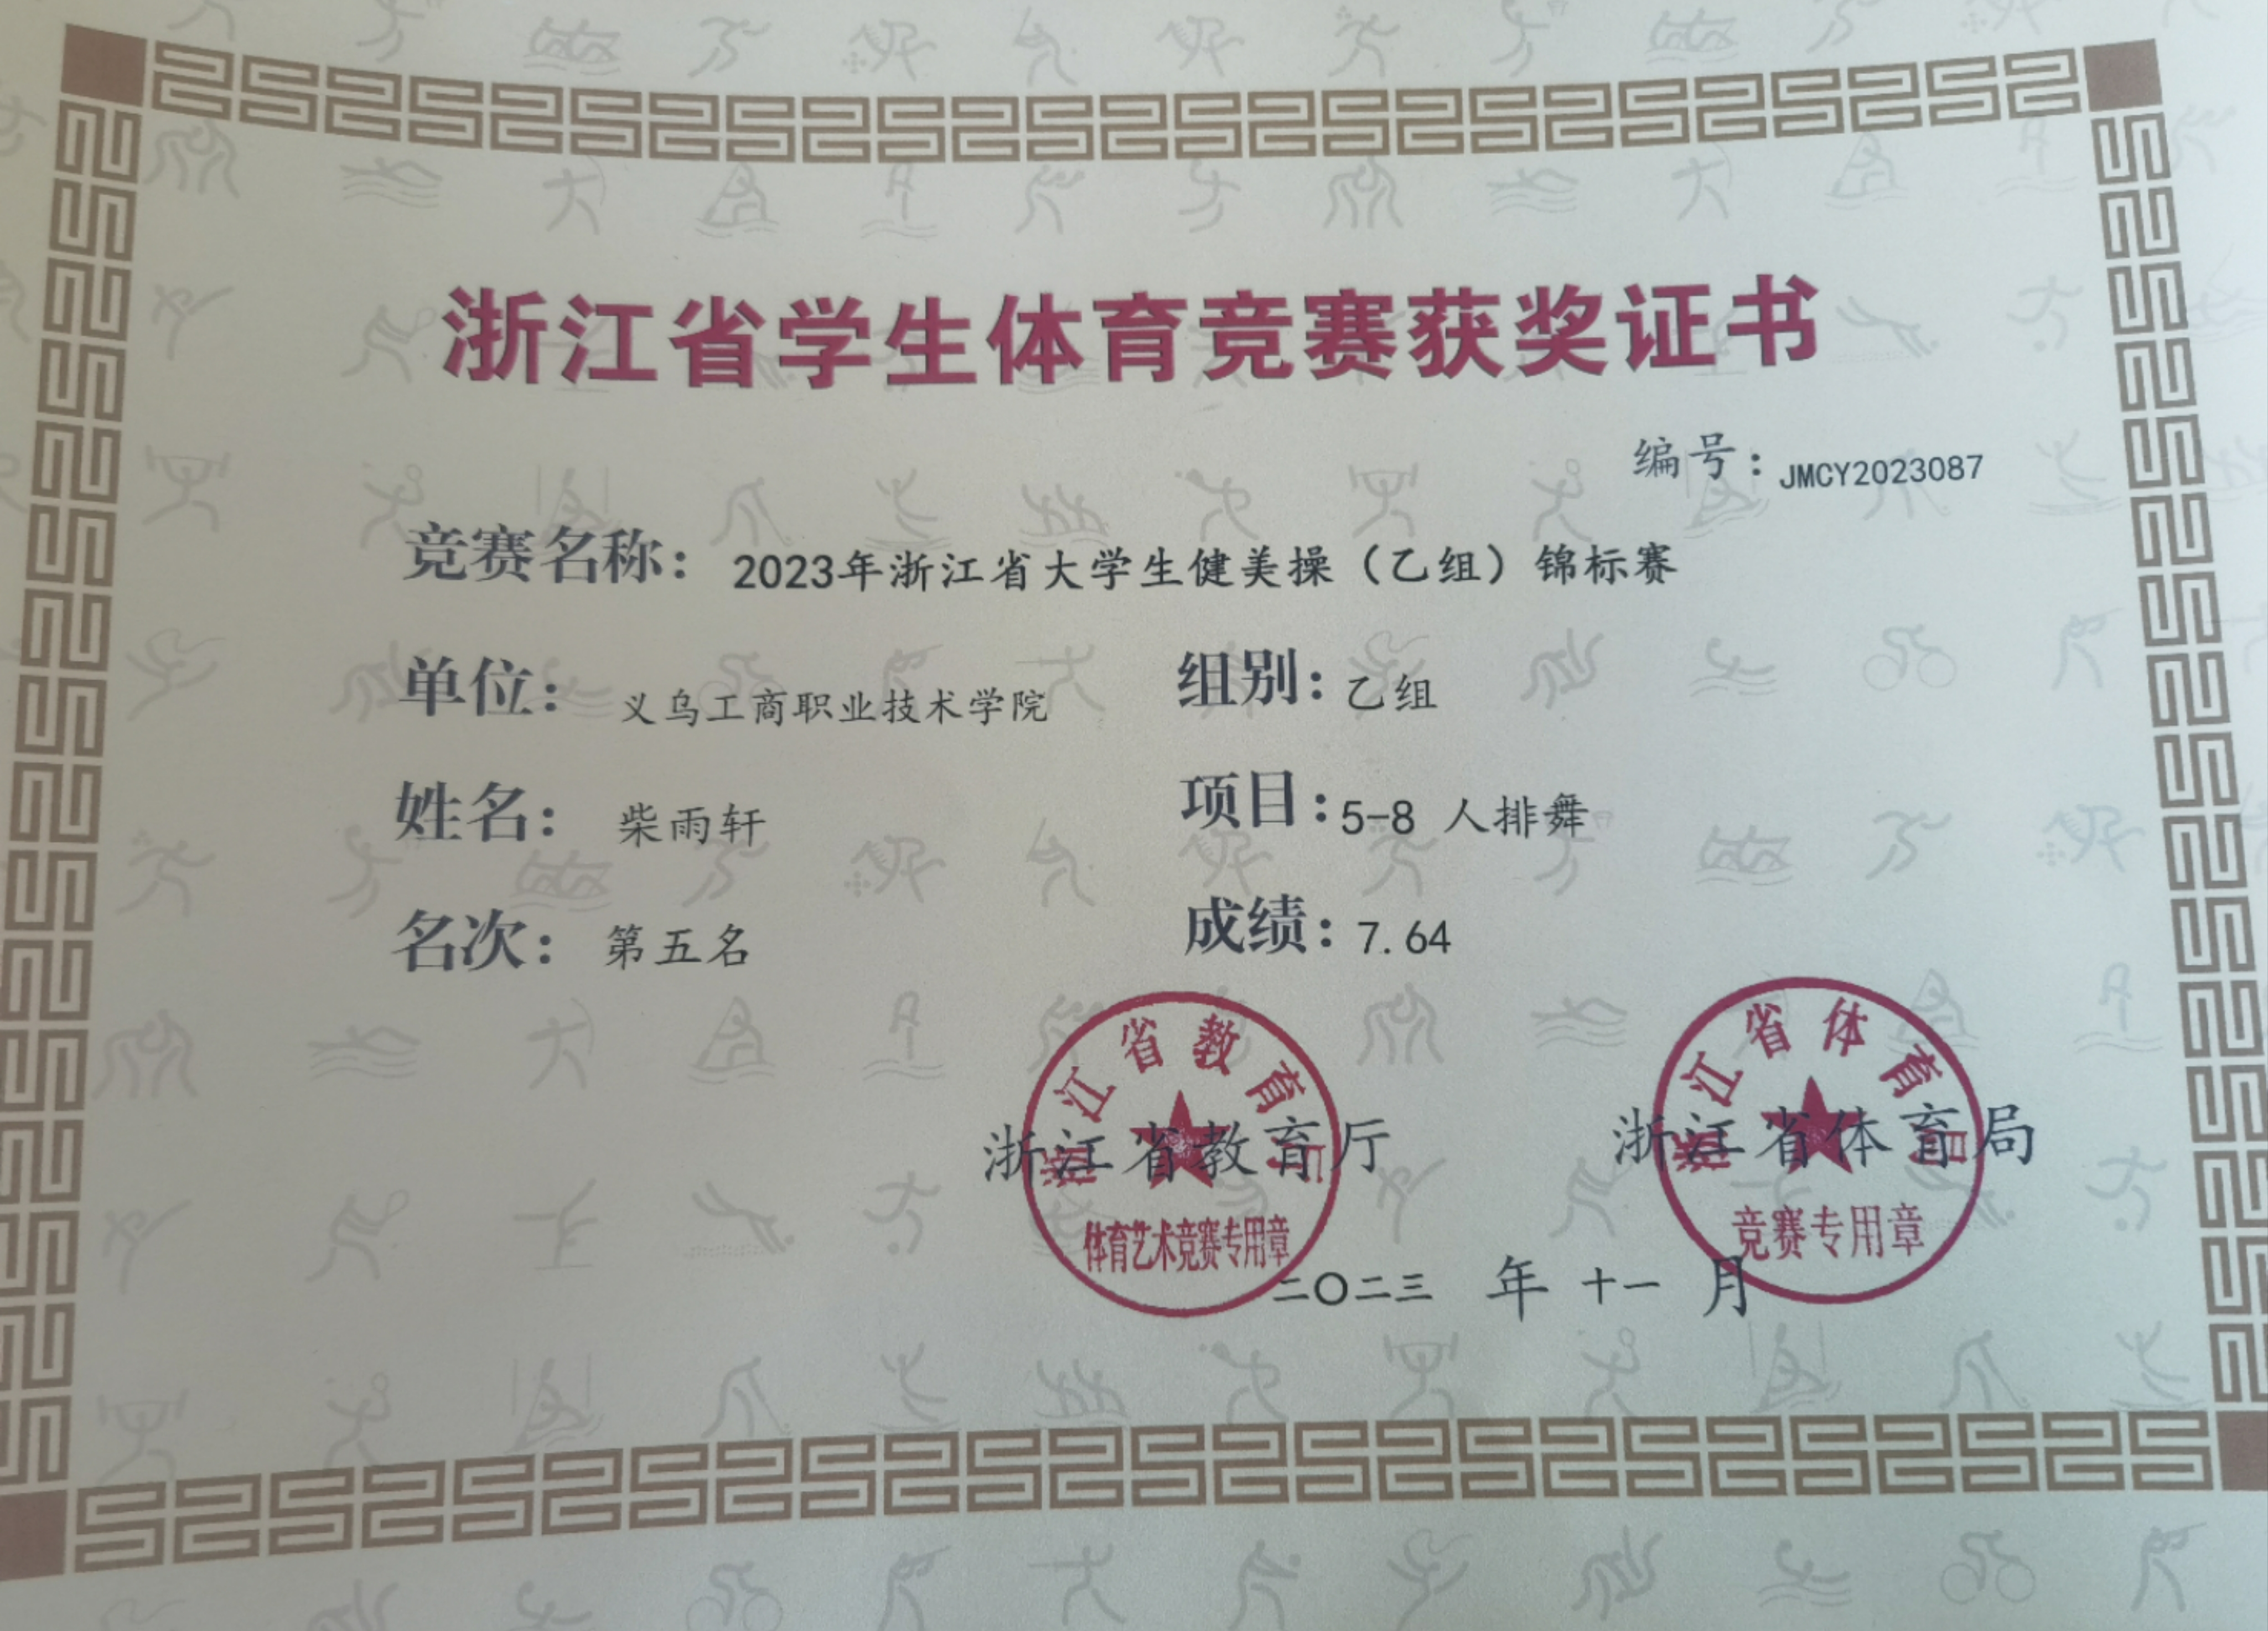 浙江省学生体育竞赛获奖证书
编号：JMCY2023087
竞赛名称：2023年浙江省大学生健美操（乙组）锦标赛
单位：义乌工商职业技术学院 组别：乙组
姓名：柴雨轩 项目：5-8 人排舞
名次：第五名 成绩：7.64
浙江省教育厅
浙江省体育局
浙江省教育厅 浙江省体育局
体育艺术竞赛专用章
竞赛专用章
二〇二三 年 十一 月